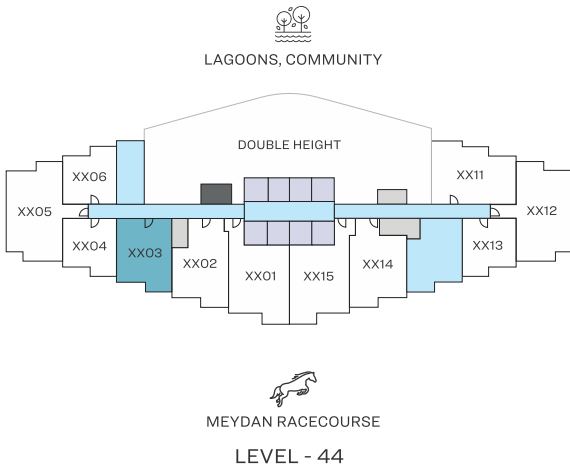 LAGOONS, COMMUNITY
DOUBLE HEIGHT
XX06
XX11
XX05
XX12
XX04
XX03
XX02
XX01
XX15
XX14
XX13
MEYDAN RACECOURSE
LEVEL - 44